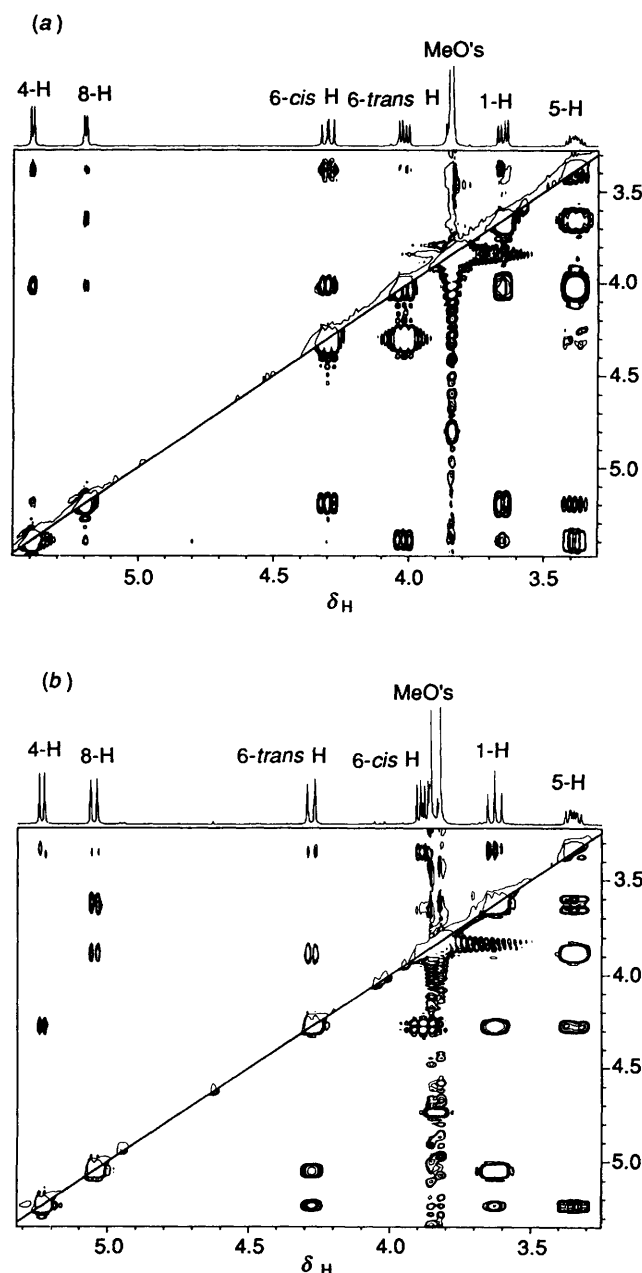 (a)
MeO's
4-H 8-H 6-cis H 6-trans H 1-H 5-H
3.5
4.0
4.5
5.0
5.0 4.5 4.0 3.5
δH
(b)
MeO's
4-H 8-H 6-trans H 6-cis H 1-H 5-H
3.5
4.0
4.5
5.0
5.0 4.5 4.0 3.5
δH